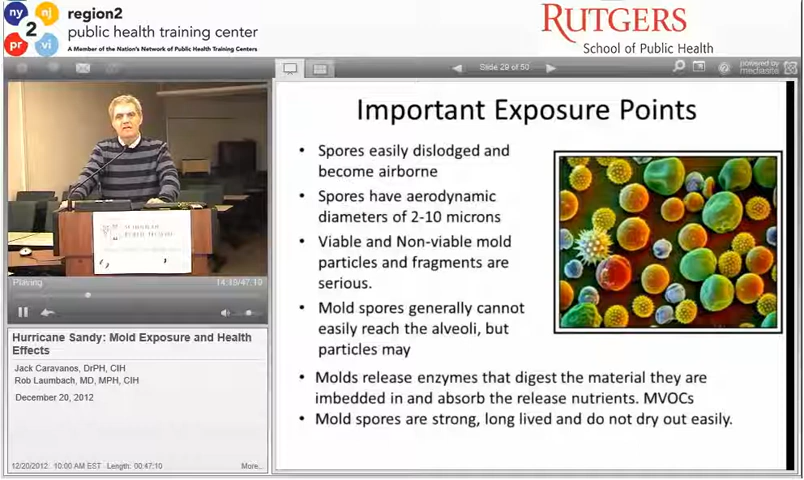 ny
nj
2
pr
vi
region2
public health training center
A Member of the Nation's Network of Public Health Training Centers
RUTGERS
School of Public Health
Slide 29 of 50
powered by
mediasite
Important Exposure Points
• Spores easily dislodged and
become airborne
• Spores have aerodynamic
diameters of 2-10 microns
• Viable and Non-viable mold
particles and fragments are
serious.
• Mold spores generally cannot
easily reach the alveoli, but
particles may
• Molds release enzymes that digest the material they are
imbedded in and absorb the release nutrients. MVOCs
• Mold spores are strong, long lived and do not dry out easily.
SCHOOL OF
PUBLIC HEALTH
Playing
Hurricane Sandy: Mold Exposure and Health
Effects
Jack Caravanos, DrPH, CIH
Rob Laumbach, MD, MPH, CIH
December 20, 2012
12/20/2012 10:00 AM EST Length: 00:47:10
More...